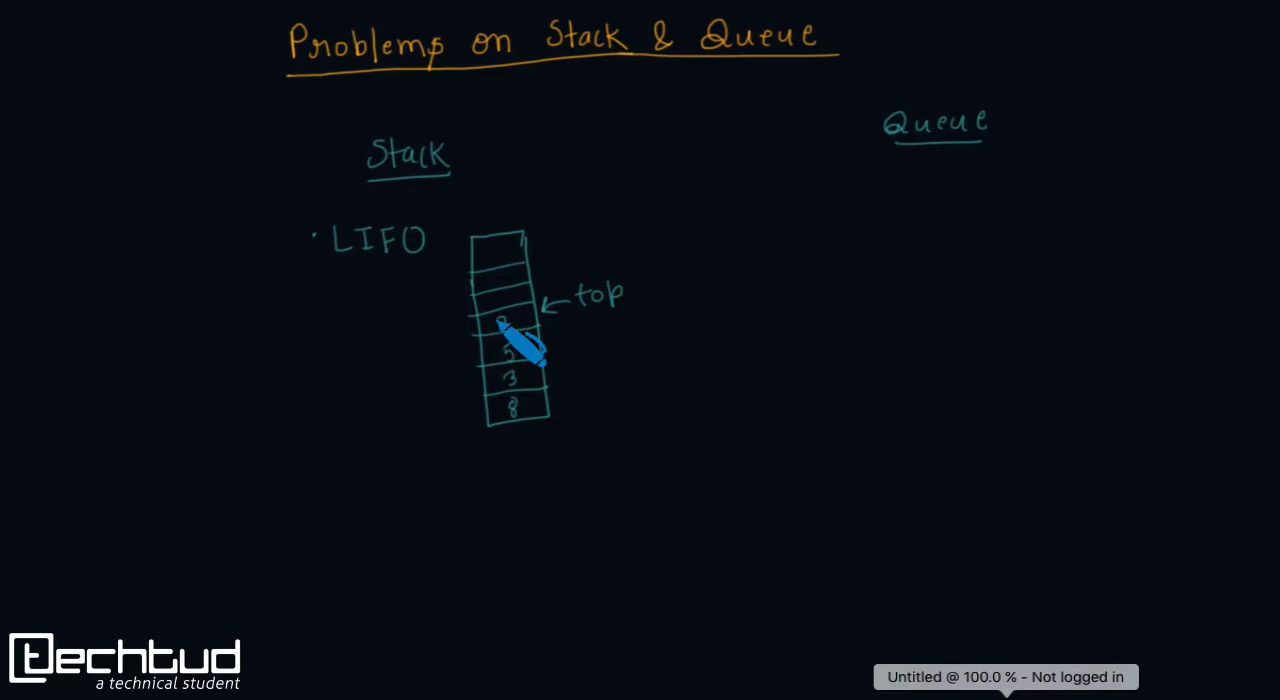 Problems on Stack & Queue
Stack
Queue
· LIFO
← top
5
3
8
techtud
a technical student
Untitled @ 100.0 % - Not logged in